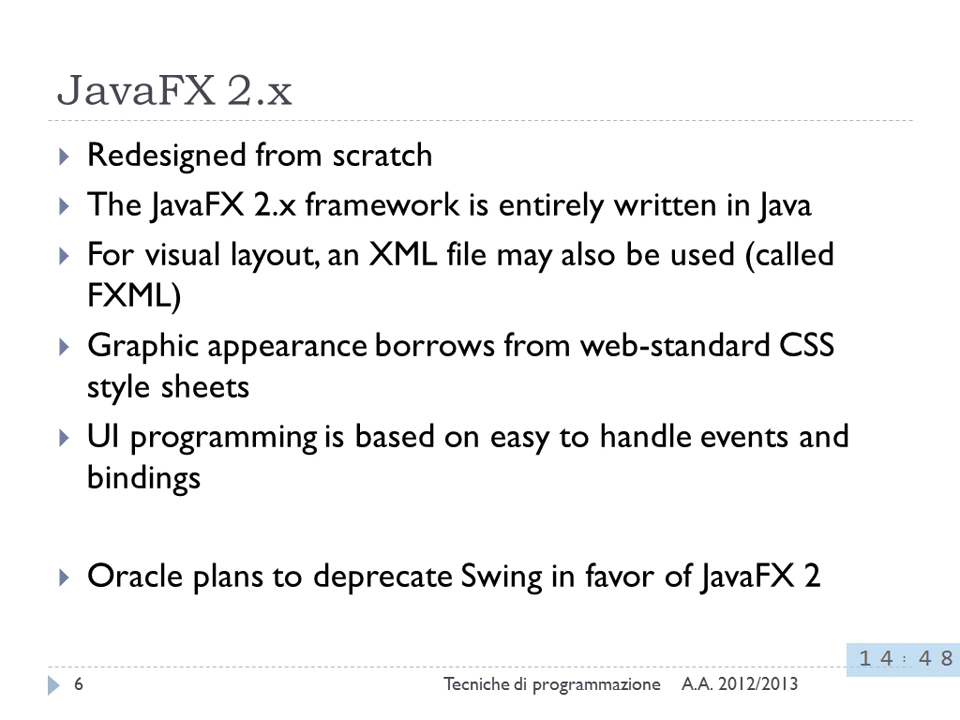 JavaFX 2.x
Redesigned from scratch
The JavaFX 2.x framework is entirely written in Java
For visual layout, an XML file may also be used (called
FXML)
Graphic appearance borrows from web-standard CSS
style sheets
UI programming is based on easy to handle events and
bindings
Oracle plans to deprecate Swing in favor of JavaFX 2
14:48
6 Tecniche di programmazione A.A. 2012/2013